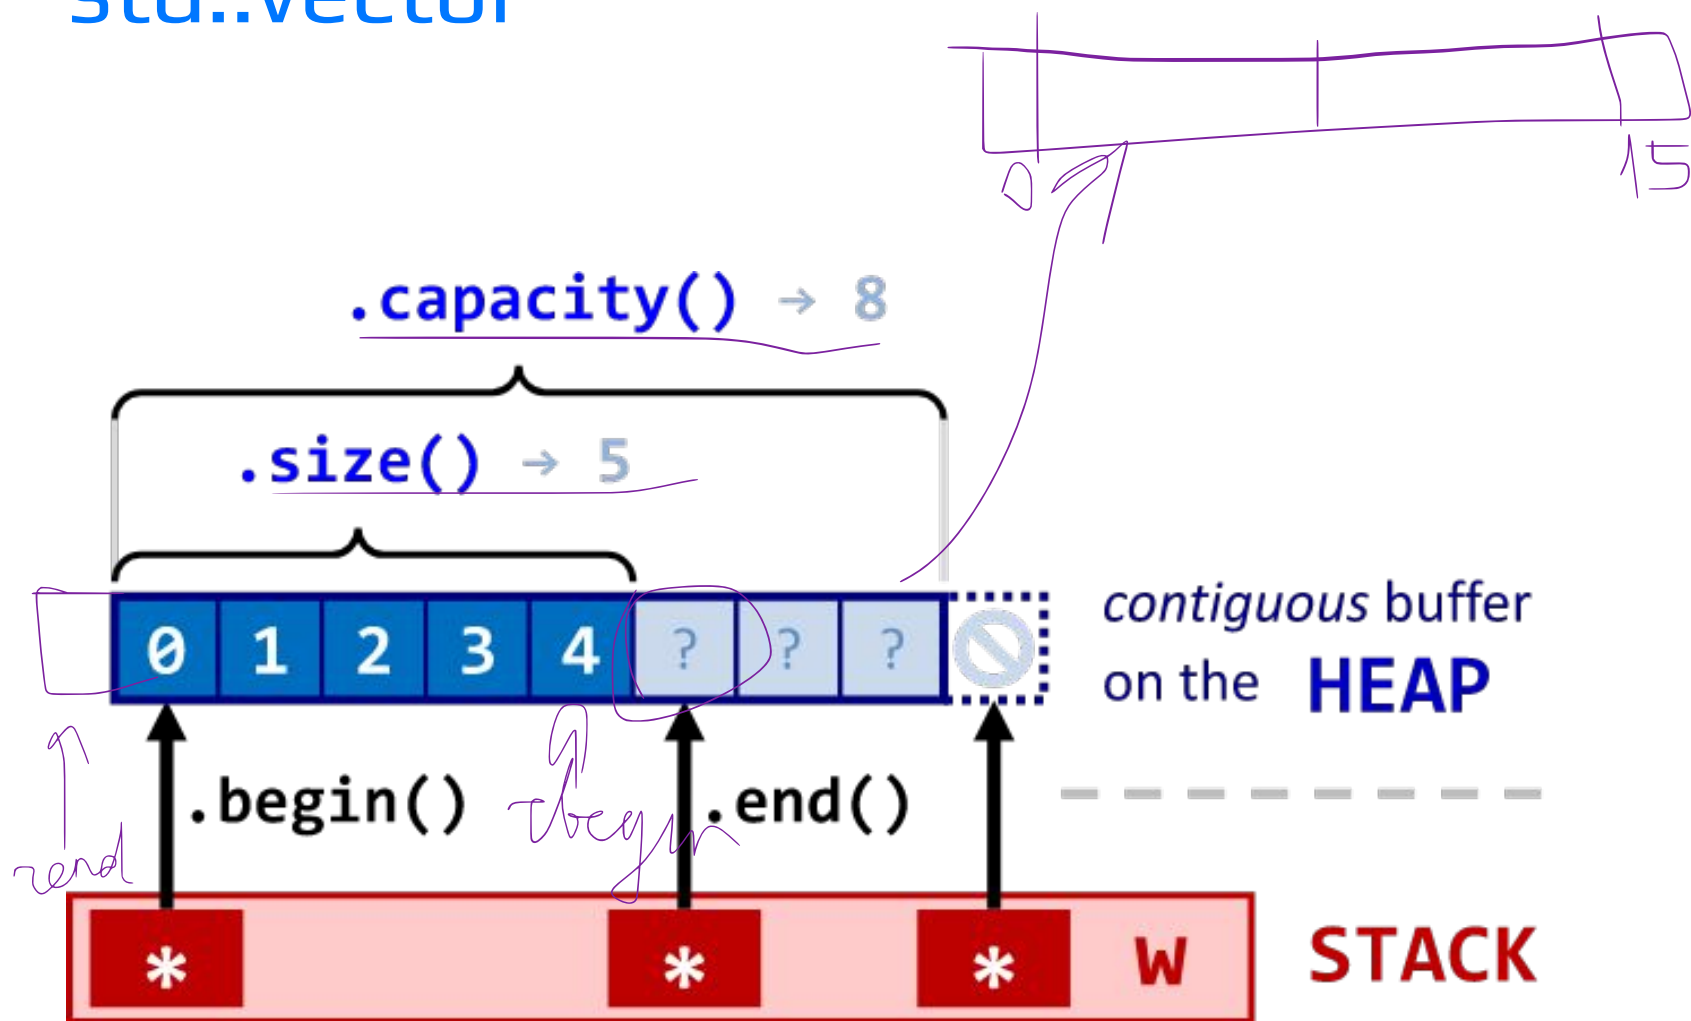 std::vector
0 15
.capacity() → 8
.size() → 5
0 1 2 3 4 ? ? ?
contiguous buffer
on the HEAP
.begin() rbegin .end()
rend
* * * w STACK